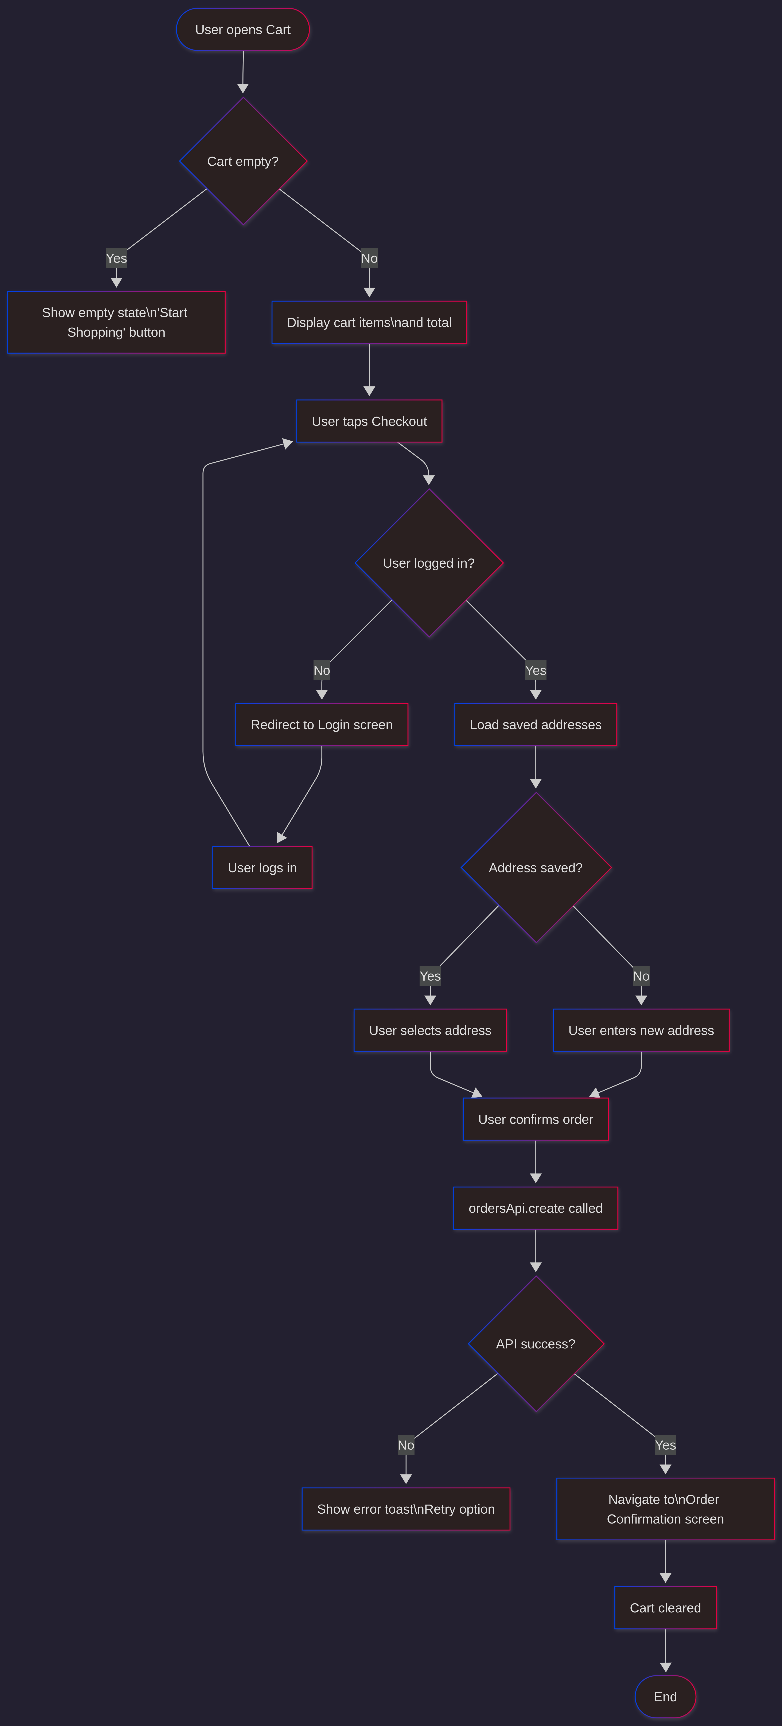 User opens Cart
Cart empty?
Yes
No
Show empty state\n'Start
Shopping' button
Display cart items\nand total
User taps Checkout
User logged in?
No
Yes
Redirect to Login screen
Load saved addresses
User logs in
Address saved?
Yes
No
User selects address
User enters new address
User confirms order
ordersApi.create called
API success?
No
Yes
Show error toast\nRetry option
Navigate to\nOrder
Confirmation screen
Cart cleared
End